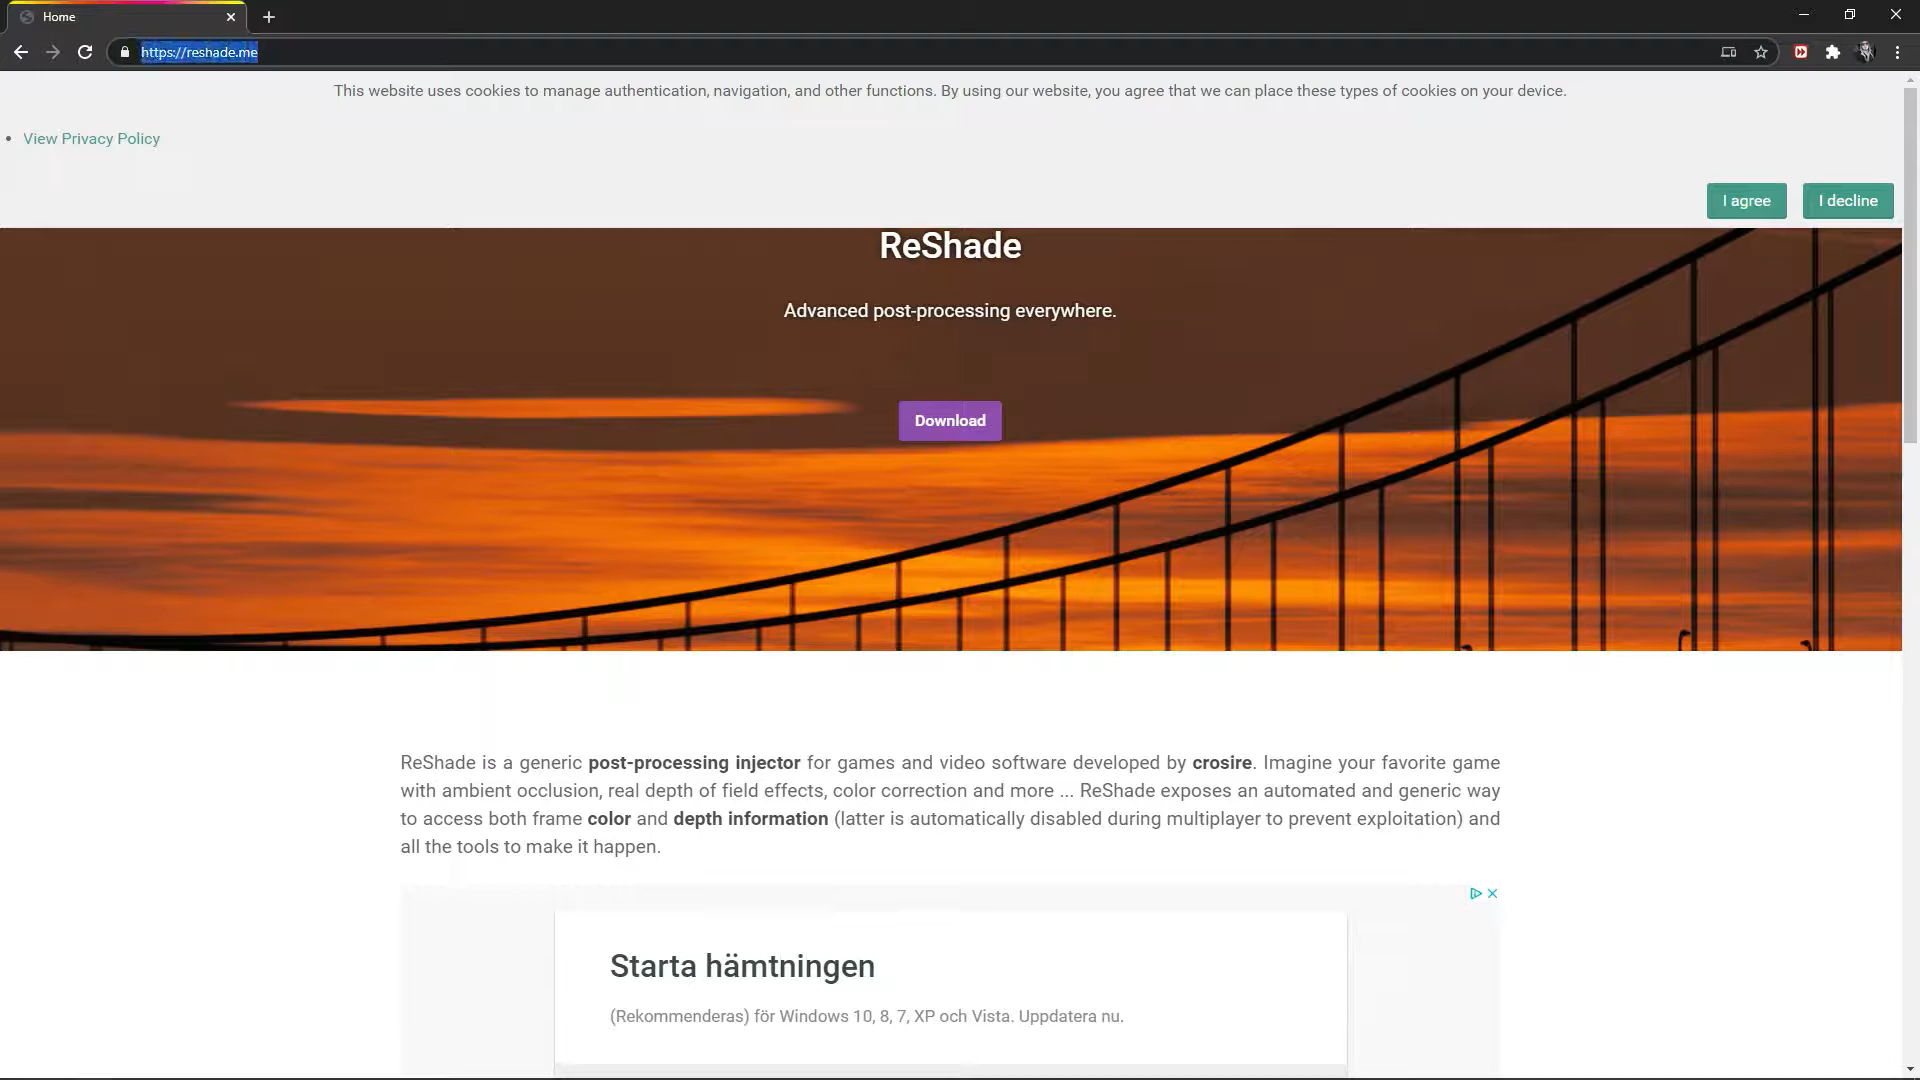 Home
https://reshade.me
This website uses cookies to manage authentication, navigation, and other functions. By using our website, you agree that we can place these types of cookies on your device.
View Privacy Policy
I agree
I decline
ReShade
Advanced post-processing everywhere.
Download
ReShade is a generic post-processing injector for games and video software developed by crosire. Imagine your favorite game
with ambient occlusion, real depth of field effects, color correction and more ... ReShade exposes an automated and generic way
to access both frame color and depth information (latter is automatically disabled during multiplayer to prevent exploitation) and
all the tools to make it happen.
Starta hämtningen
(Rekommenderas) för Windows 10, 8, 7, XP och Vista. Uppdatera nu.